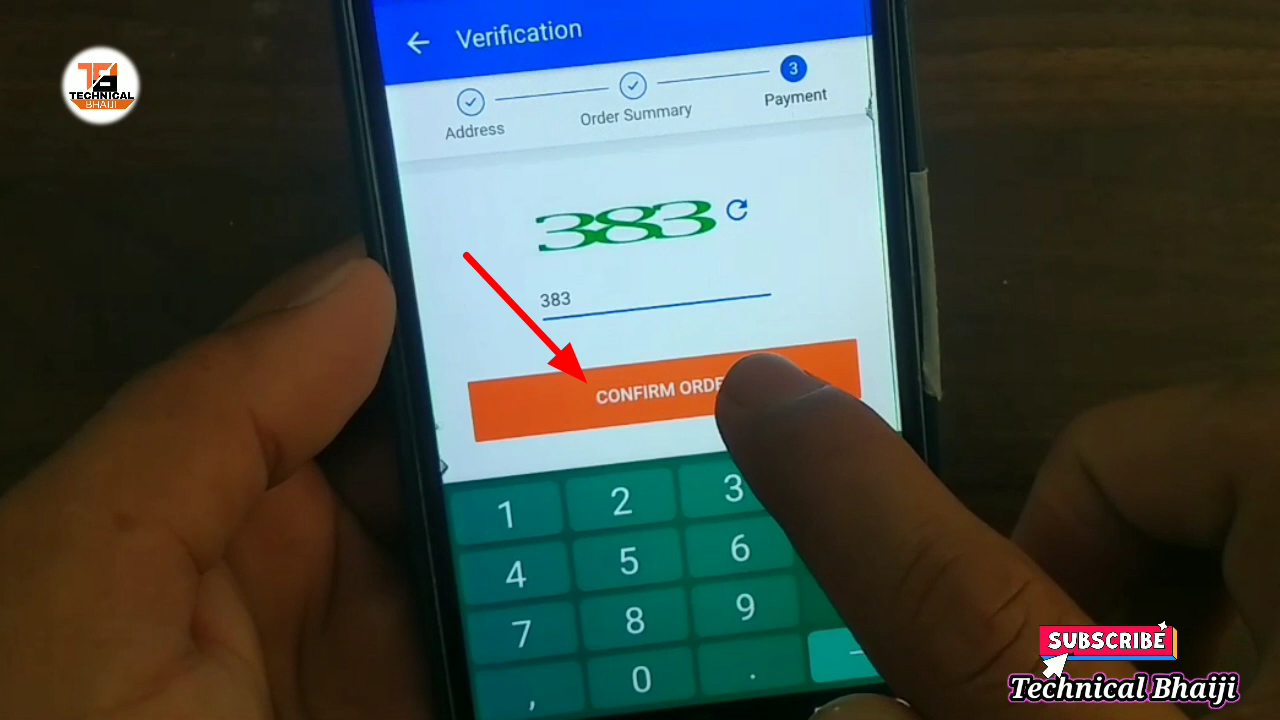 Verification
TECHNICAL
BHAIJI
3
Address
Order Summary
Payment
383
383
CONFIRM ORDE
1 2 3
4 5 6
7 8 9
, 0 .
SUBSCRIBE
Technical Bhaiji